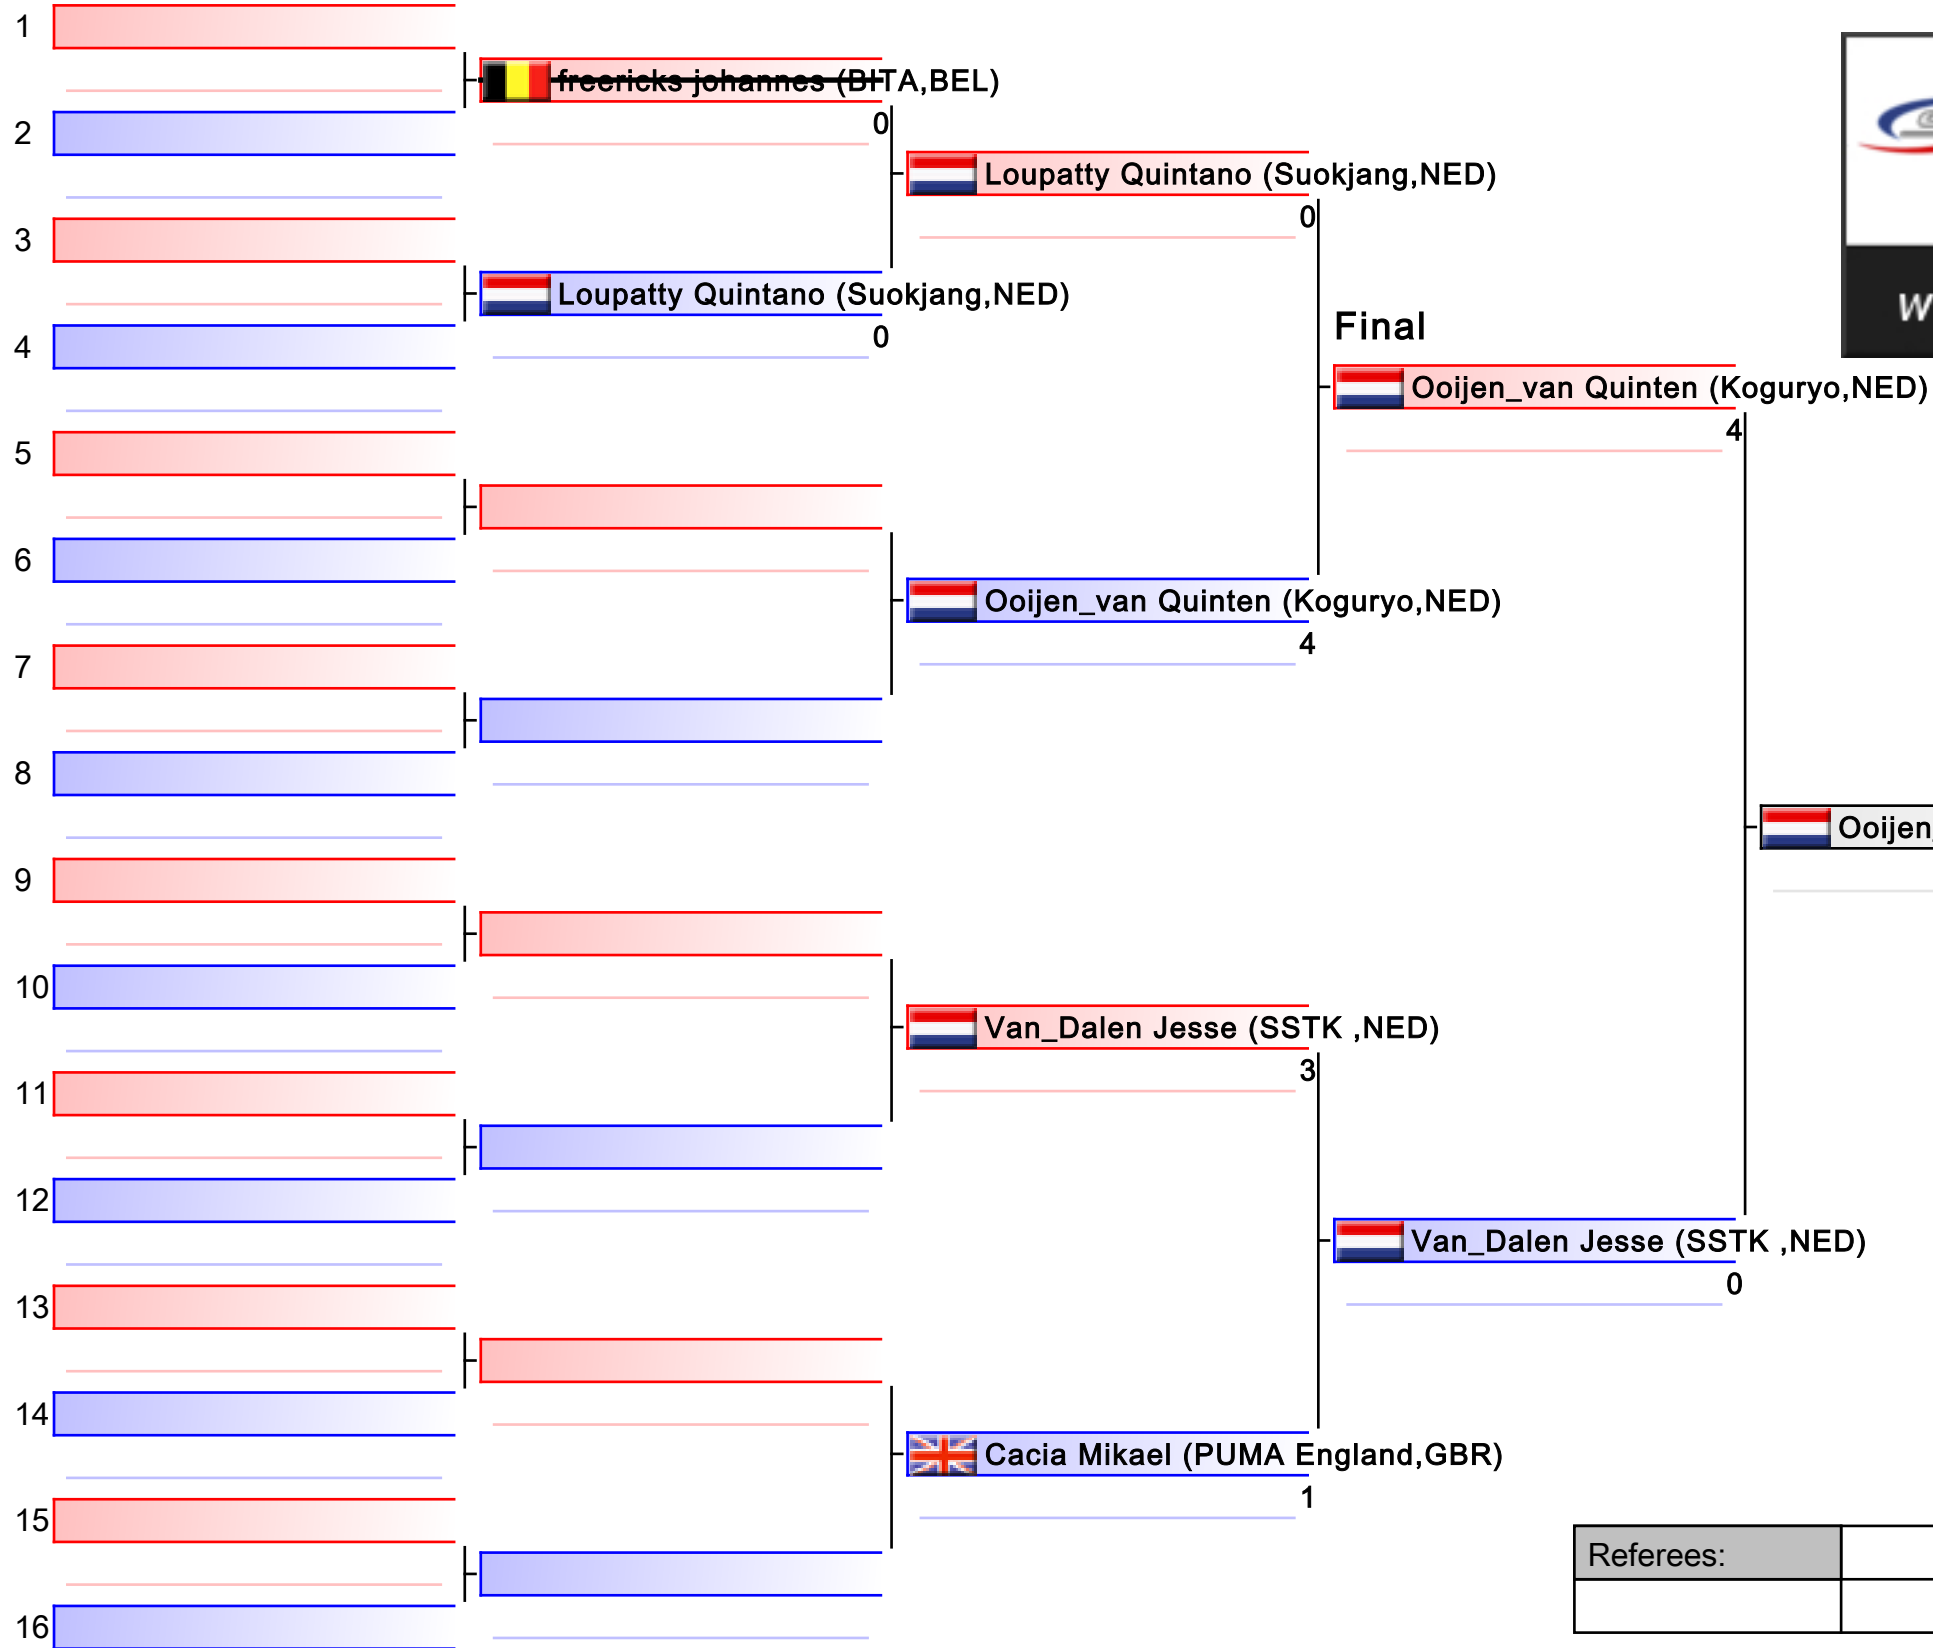 1
freericks johannes (BITA,BEL)
0
2
Loupatty Quintano (Suokjang,NED)
0
3
Loupatty Quintano (Suokjang,NED)
0
4
Final
Ooijen_van Quinten (Koguryo,NED)
4
5
6
Ooijen_van Quinten (Koguryo,NED)
4
7
8
Ooijen
9
10
Van_Dalen Jesse (SSTK ,NED)
3
11
12
Van_Dalen Jesse (SSTK ,NED)
0
13
14
Cacia Mikael (PUMA England,GBR)
1
15
Referees:
16